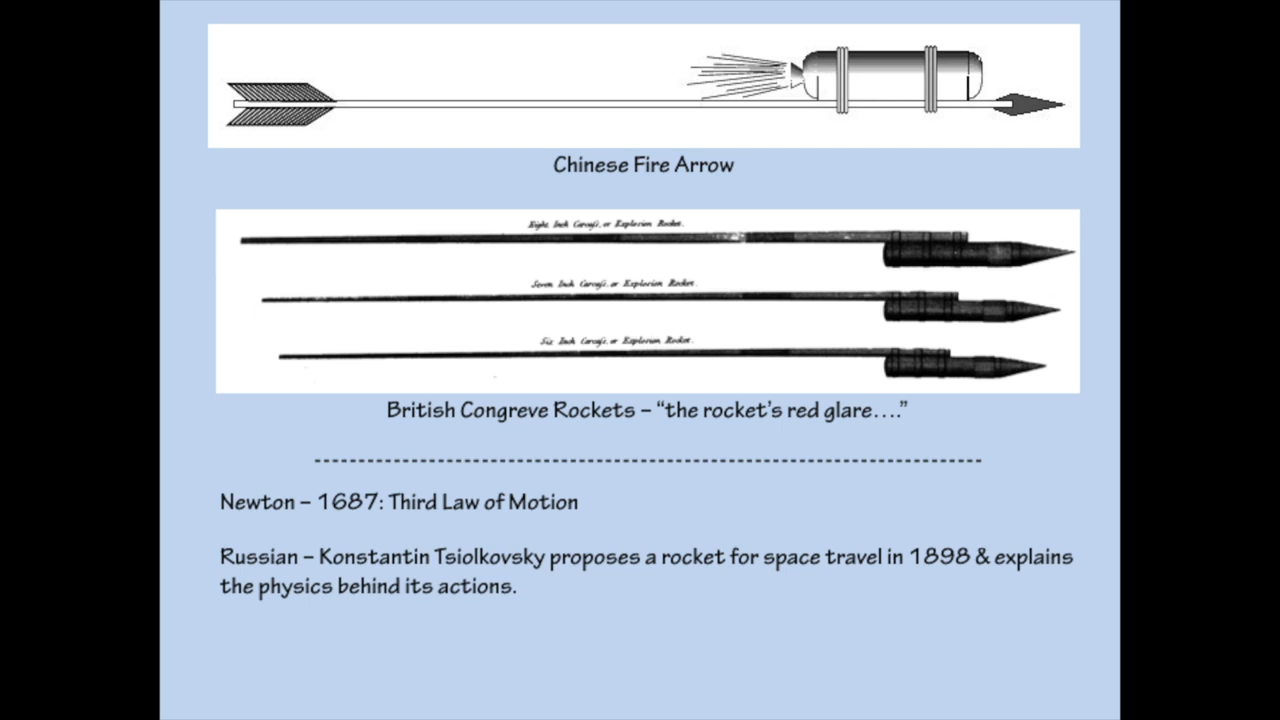 Chinese Fire Arrow
Eight Inch Carcaſs, or Explosion Rocket.
Seven Inch Carcaſs, or Explosion Rocket.
Six Inch Carcaſs, or Explosion Rocket.
British Congreve Rockets – “the rocket’s red glare….”
Newton – 1687: Third Law of Motion
Russian – Konstantin Tsiolkovsky proposes a rocket for space travel in 1898 & explains
the physics behind its actions.